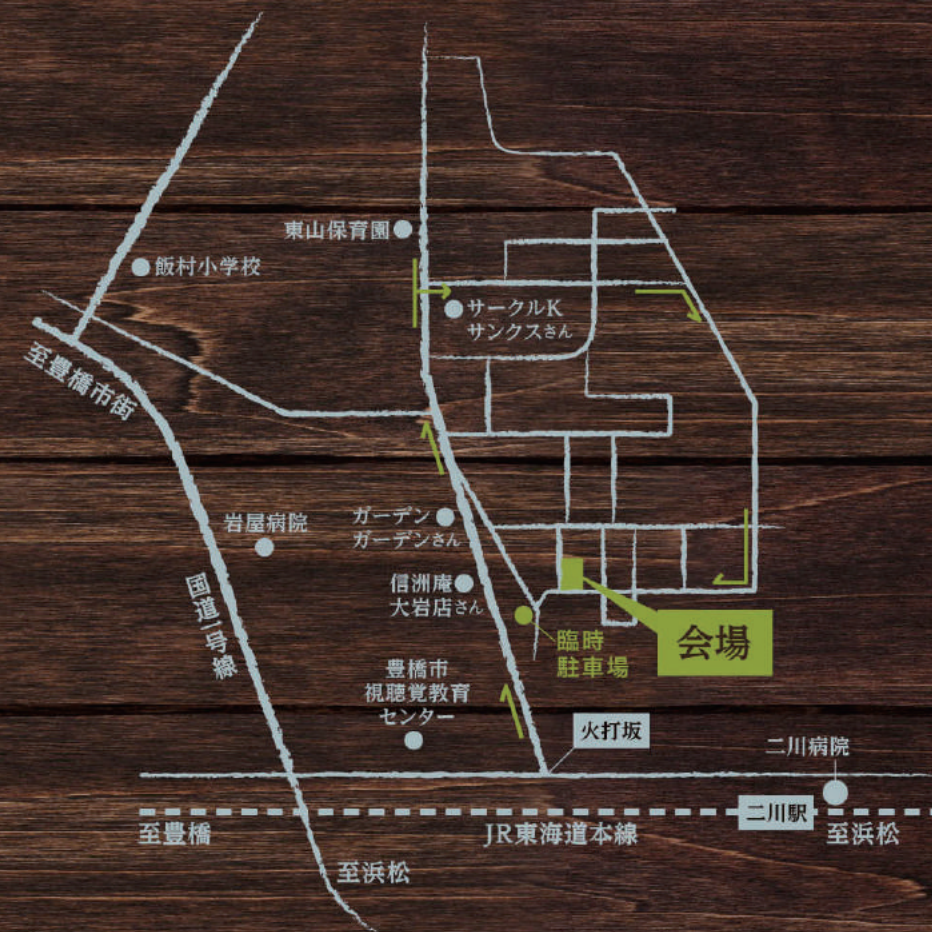 東山保育園
飯村小学校
サークルK
サンクスさん
至豊橋市街
岩屋病院
ガーデン
ガーデンさん
信洲庵
大岩店さん
国道一号線
臨時
駐車場
会場
豊橋市
視聴覚教育
センター
火打坂
二川病院
二川駅
至豊橋
JR東海道本線
至浜松
至浜松